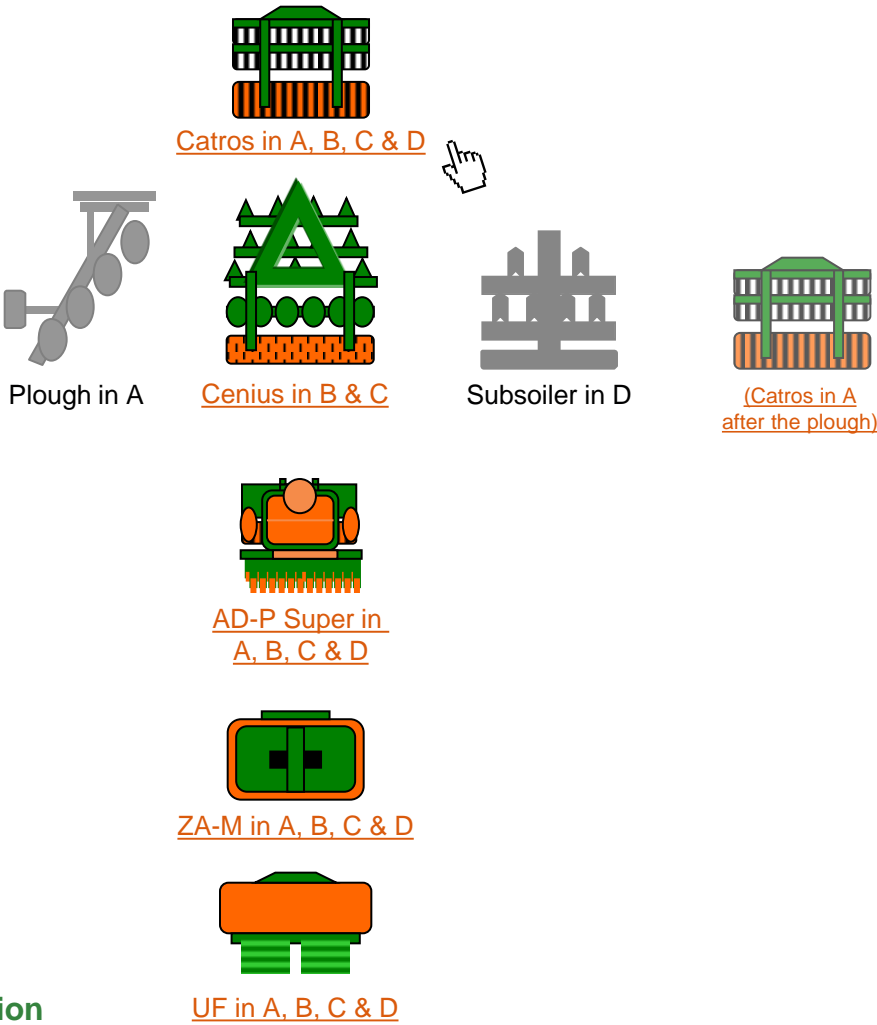 Catros in A, B, C & D
Plough in A
Cenius in B & C
Subsoiler in D
(Catros in A
after the plough)
AD-P Super in
A, B, C & D
ZA-M in A, B, C & D
UF in A, B, C & D
ion